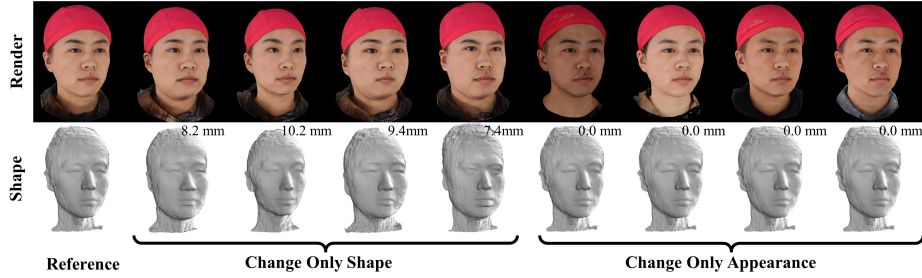 Render
8.2 mm 10.2 mm 9.4mm 7.4mm 0.0 mm 0.0 mm 0.0 mm 0.0 mm
Shape
Reference Change Only Shape Change Only Appearance